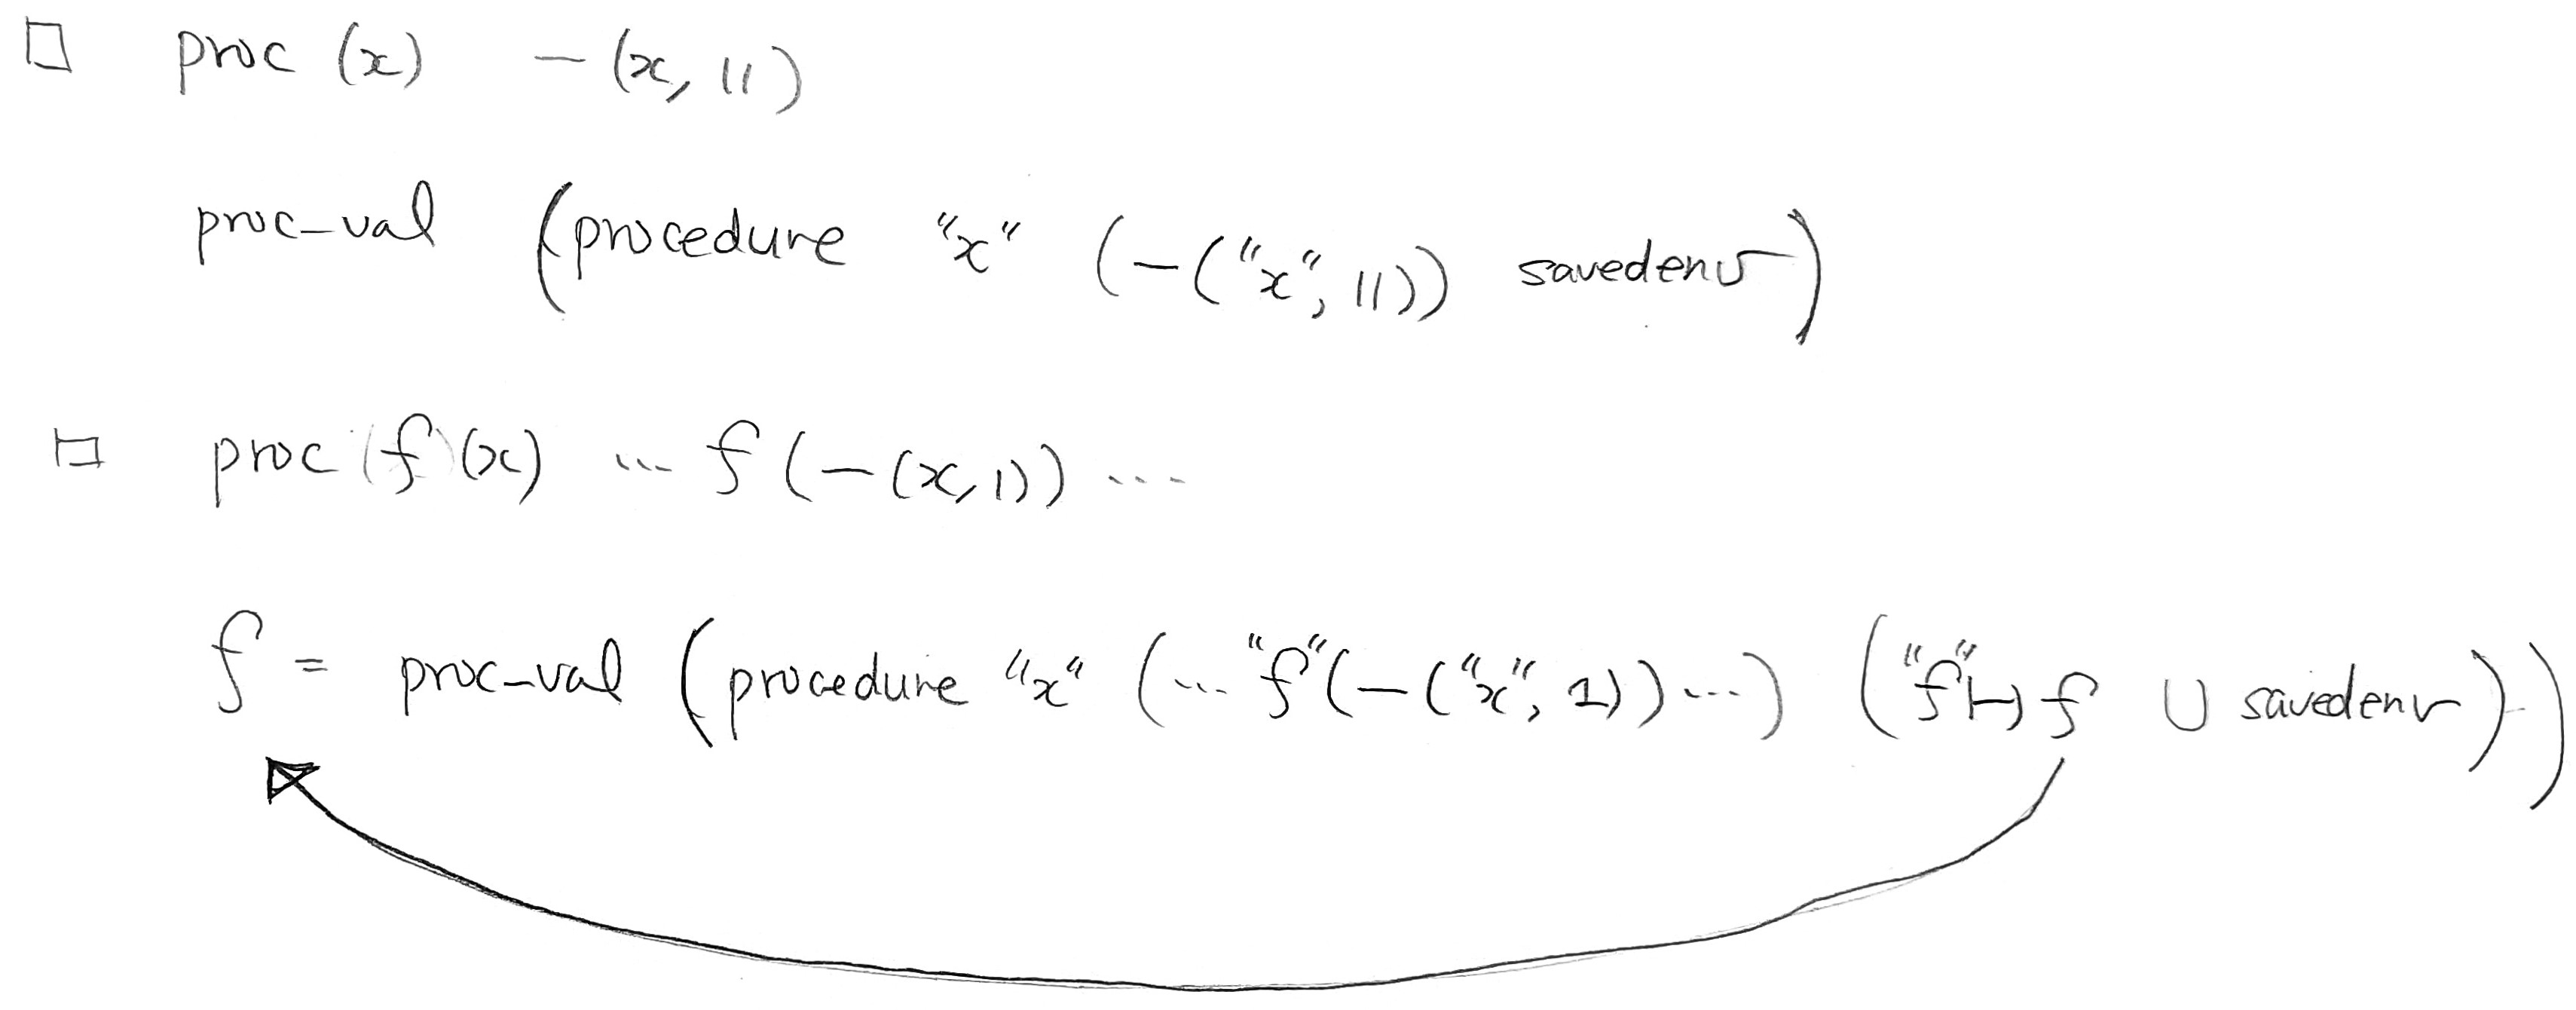 □ proc (x) -(x, 11)
proc-val (procedure "x" (-("x", 11)) savedenv)
□ proc (f) (x) ... f (-(x, 1)) ...
f = proc-val (procedure "x" (... "f" (-("x", 1)) ...) ("f" ↦ f ∪ savedenv))